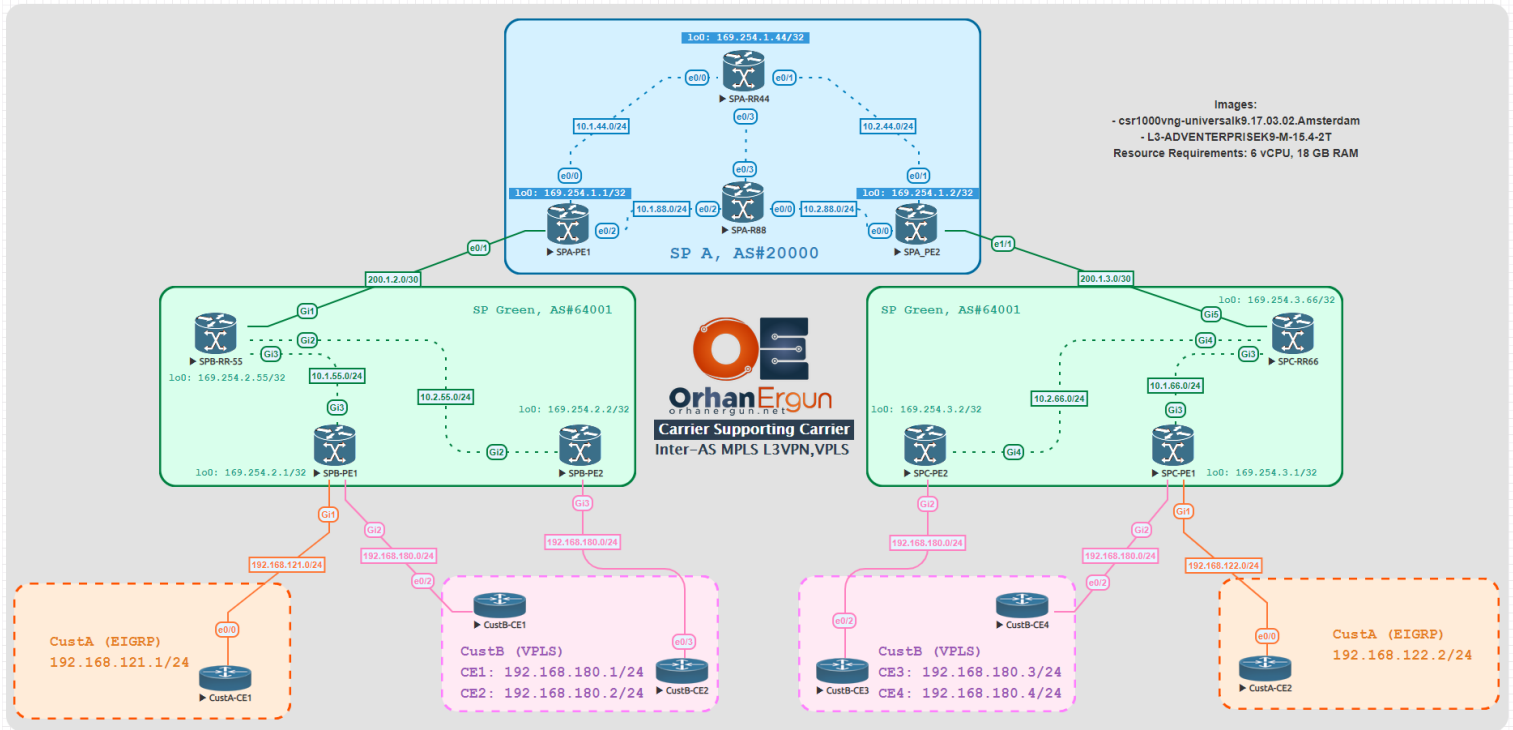 lo0: 169.254.1.44/32
e0/0
e0/1
SPA-RR44
e0/3
10.1.44.0/24
10.2.44.0/24
Images:
- csr1000vng-universalk9.17.03.02.Amsterdam
- L3-ADVENTERPRISEK9-M-15.4-2T
Resource Requirements: 6 vCPU, 18 GB RAM
e0/0
e0/3
e0/1
lo0: 169.254.1.1/32
lo0: 169.254.1.2/32
10.1.88.0/24
e0/2
e0/0
10.2.88.0/24
e0/2
e0/0
SPA-R88
SPA-PE1
SPA_PE2
SP A, AS#20000
e0/1
e1/1
200.1.2.0/30
200.1.3.0/30
SP Green, AS#64001
Gi1
Gi2
Gi3
SPB-RR-55
lo0: 169.254.2.55/32
10.1.55.0/24
10.2.55.0/24
Gi3
lo0: 169.254.2.2/32
Gi2
lo0: 169.254.2.1/32
SPB-PE1
SPB-PE2
OE
OrhanErgun
orhanergun.net
Carrier Supporting Carrier
Inter-AS MPLS L3VPN,VPLS
SP Green, AS#64001
lo0: 169.254.3.66/32
Gi5
Gi4
Gi3
SPC-RR66
10.1.66.0/24
10.2.66.0/24
Gi3
lo0: 169.254.3.2/32
Gi4
SPC-PE2
SPC-PE1
lo0: 169.254.3.1/32
Gi1
Gi2
Gi3
192.168.121.0/24
192.168.180.0/24
192.168.180.0/24
e0/2
Gi2
Gi2
Gi1
192.168.180.0/24
192.168.180.0/24
192.168.122.0/24
e0/2
CustA (EIGRP)
192.168.121.1/24
e0/0
CustA-CE1
CustB-CE1
CustB (VPLS)
CE1: 192.168.180.1/24
CE2: 192.168.180.2/24
e0/3
CustB-CE2
e0/2
CustB-CE3
CustB-CE4
CustB (VPLS)
CE3: 192.168.180.3/24
CE4: 192.168.180.4/24
e0/0
CustA-CE2
CustA (EIGRP)
192.168.122.2/24